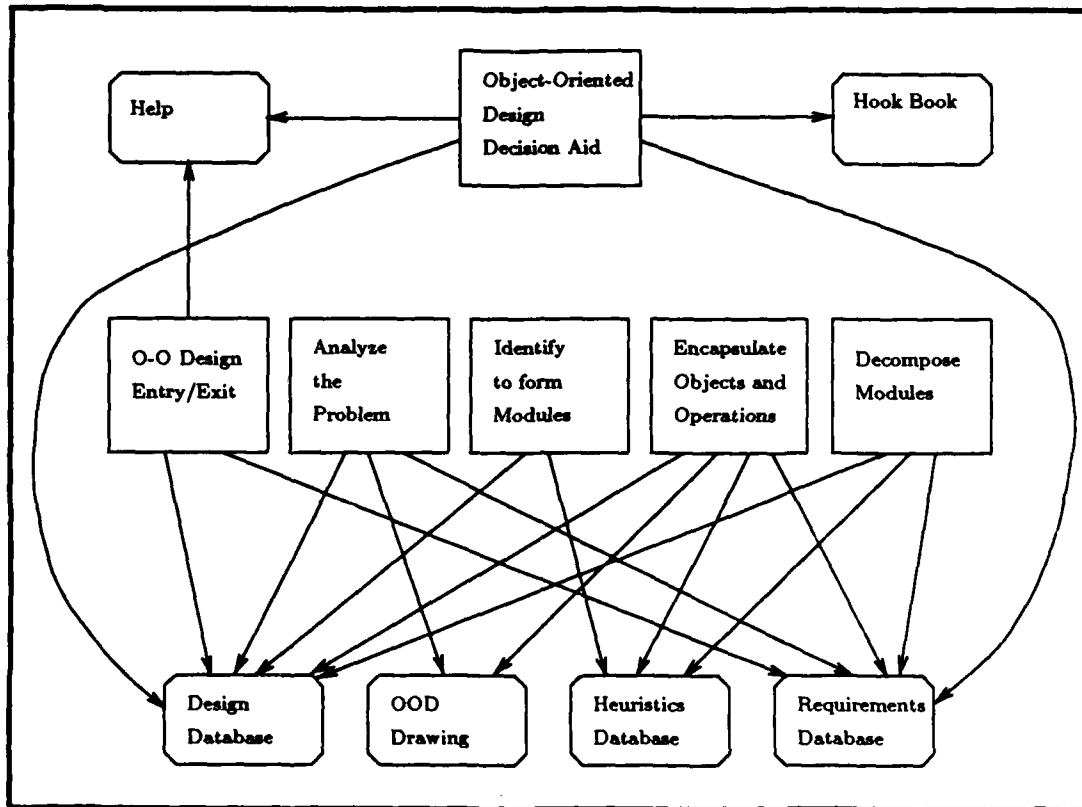 Help
Object-Oriented
Design
Decision Aid
Hook Book
O-O Design
Entry/Exit
Analyze
the
Problem
Identify
to form
Modules
Encapsulate
Objects and
Operations
Decompose
Modules
Design
Database
OOD
Drawing
Heuristics
Database
Requirements
Database